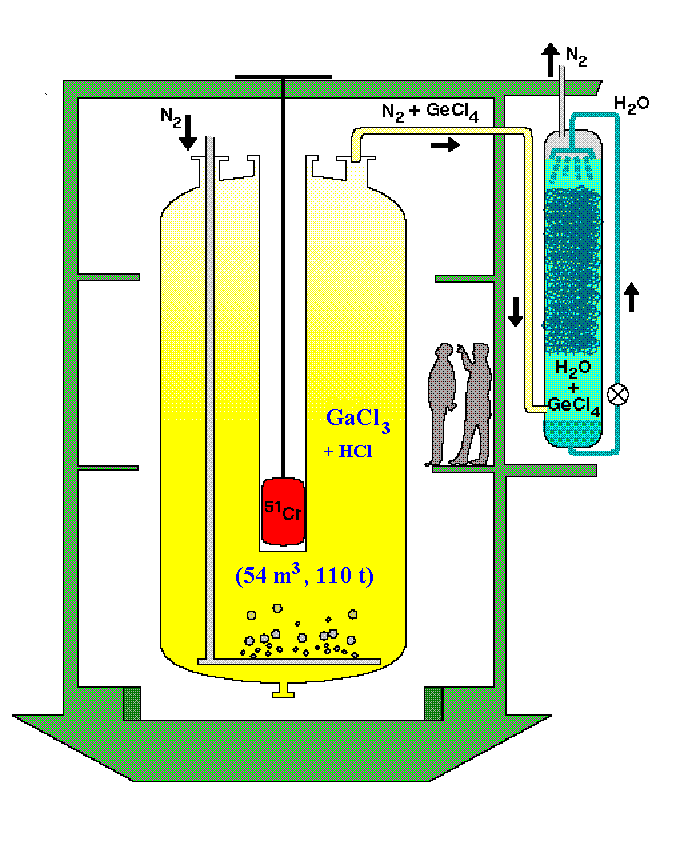 N₂
N₂
N₂ + GeCl₄
H₂O
H₂O
+
GeCl₄
GaCl₃
+ HCl
⁵¹Cr
(54 m³, 110 t)